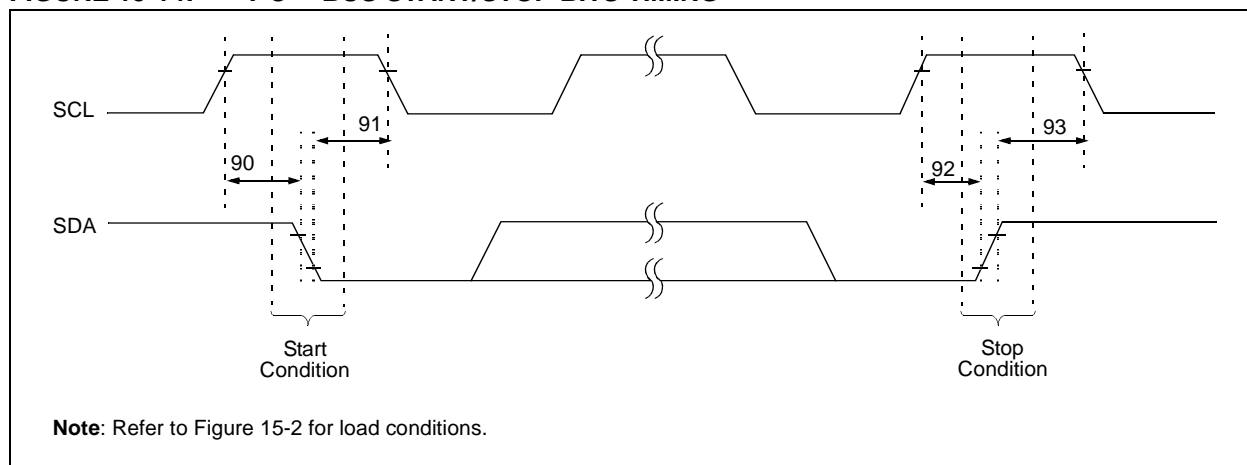 SCL
91
93
90
92
SDA
Start
Condition
Stop
Condition
Note: Refer to Figure 15-2 for load conditions.